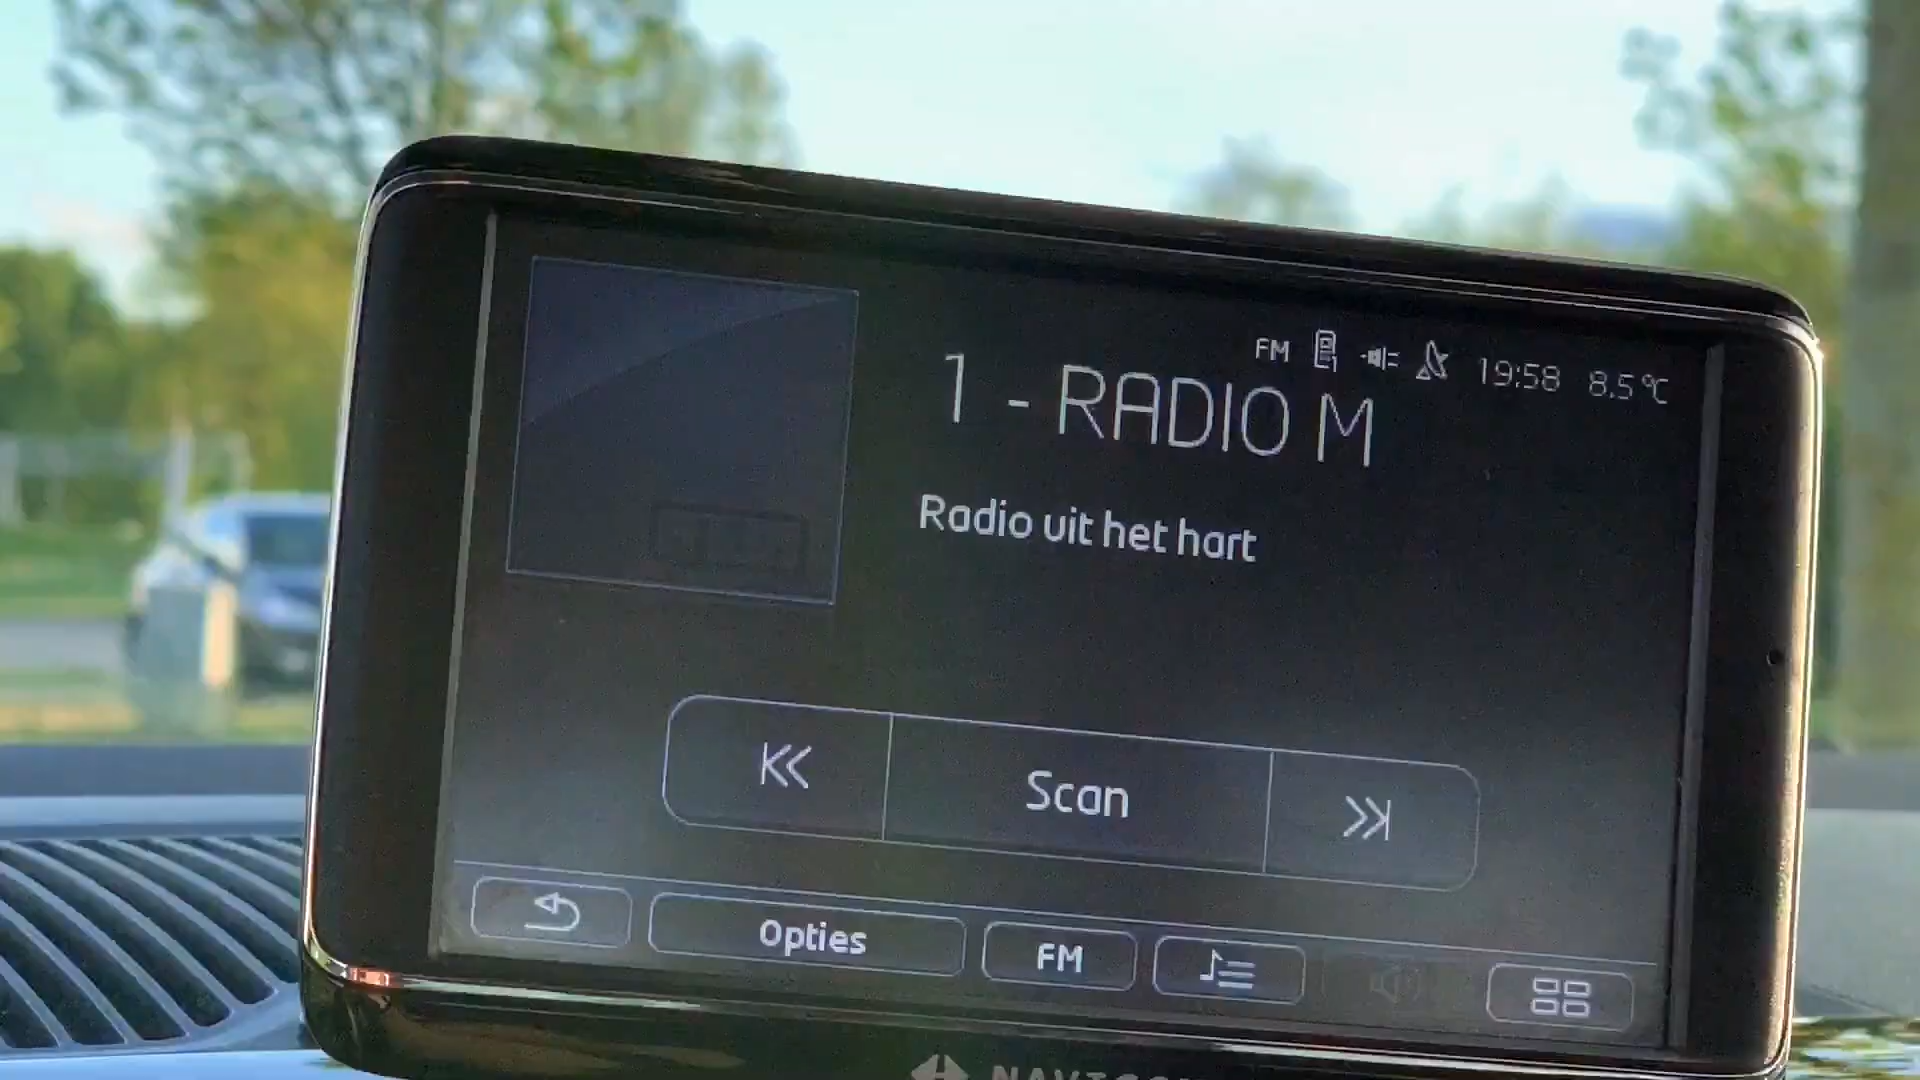 FM 19:58 8.5°C
1 - RADIO M
Radio uit het hart
Scan
Opties FM